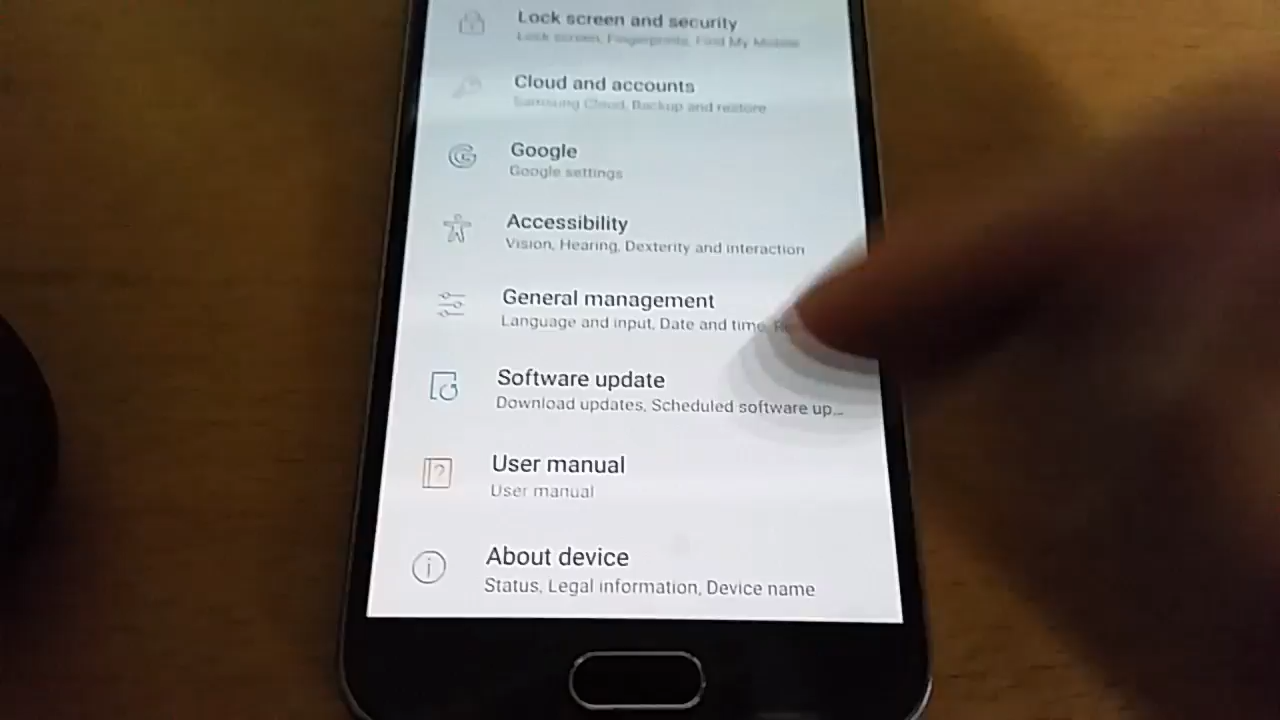 Lock screen and security
Lock screen, Fingerprints, Find My Mobile
Cloud and accounts
Samsung Cloud, Backup and restore
Google
Google settings
Accessibility
Vision, Hearing, Dexterity and interaction
General management
Language and input, Date and time,
Software update
Download updates, Scheduled software up...
User manual
User manual
About device
Status, Legal information, Device name